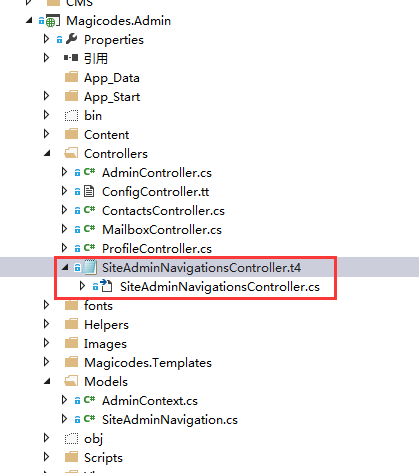 CMS
Magicodes.Admin
Properties
引用
App_Data
App_Start
bin
Content
Controllers
C# AdminController.cs
ConfigController.tt
C# ContactsController.cs
C# MailboxController.cs
C# ProfileController.cs
SiteAdminNavigationsController.t4
SiteAdminNavigationsController.cs
fonts
Helpers
Images
Magicodes.Templates
Models
C# AdminContext.cs
C# SiteAdminNavigation.cs
obj
Scripts